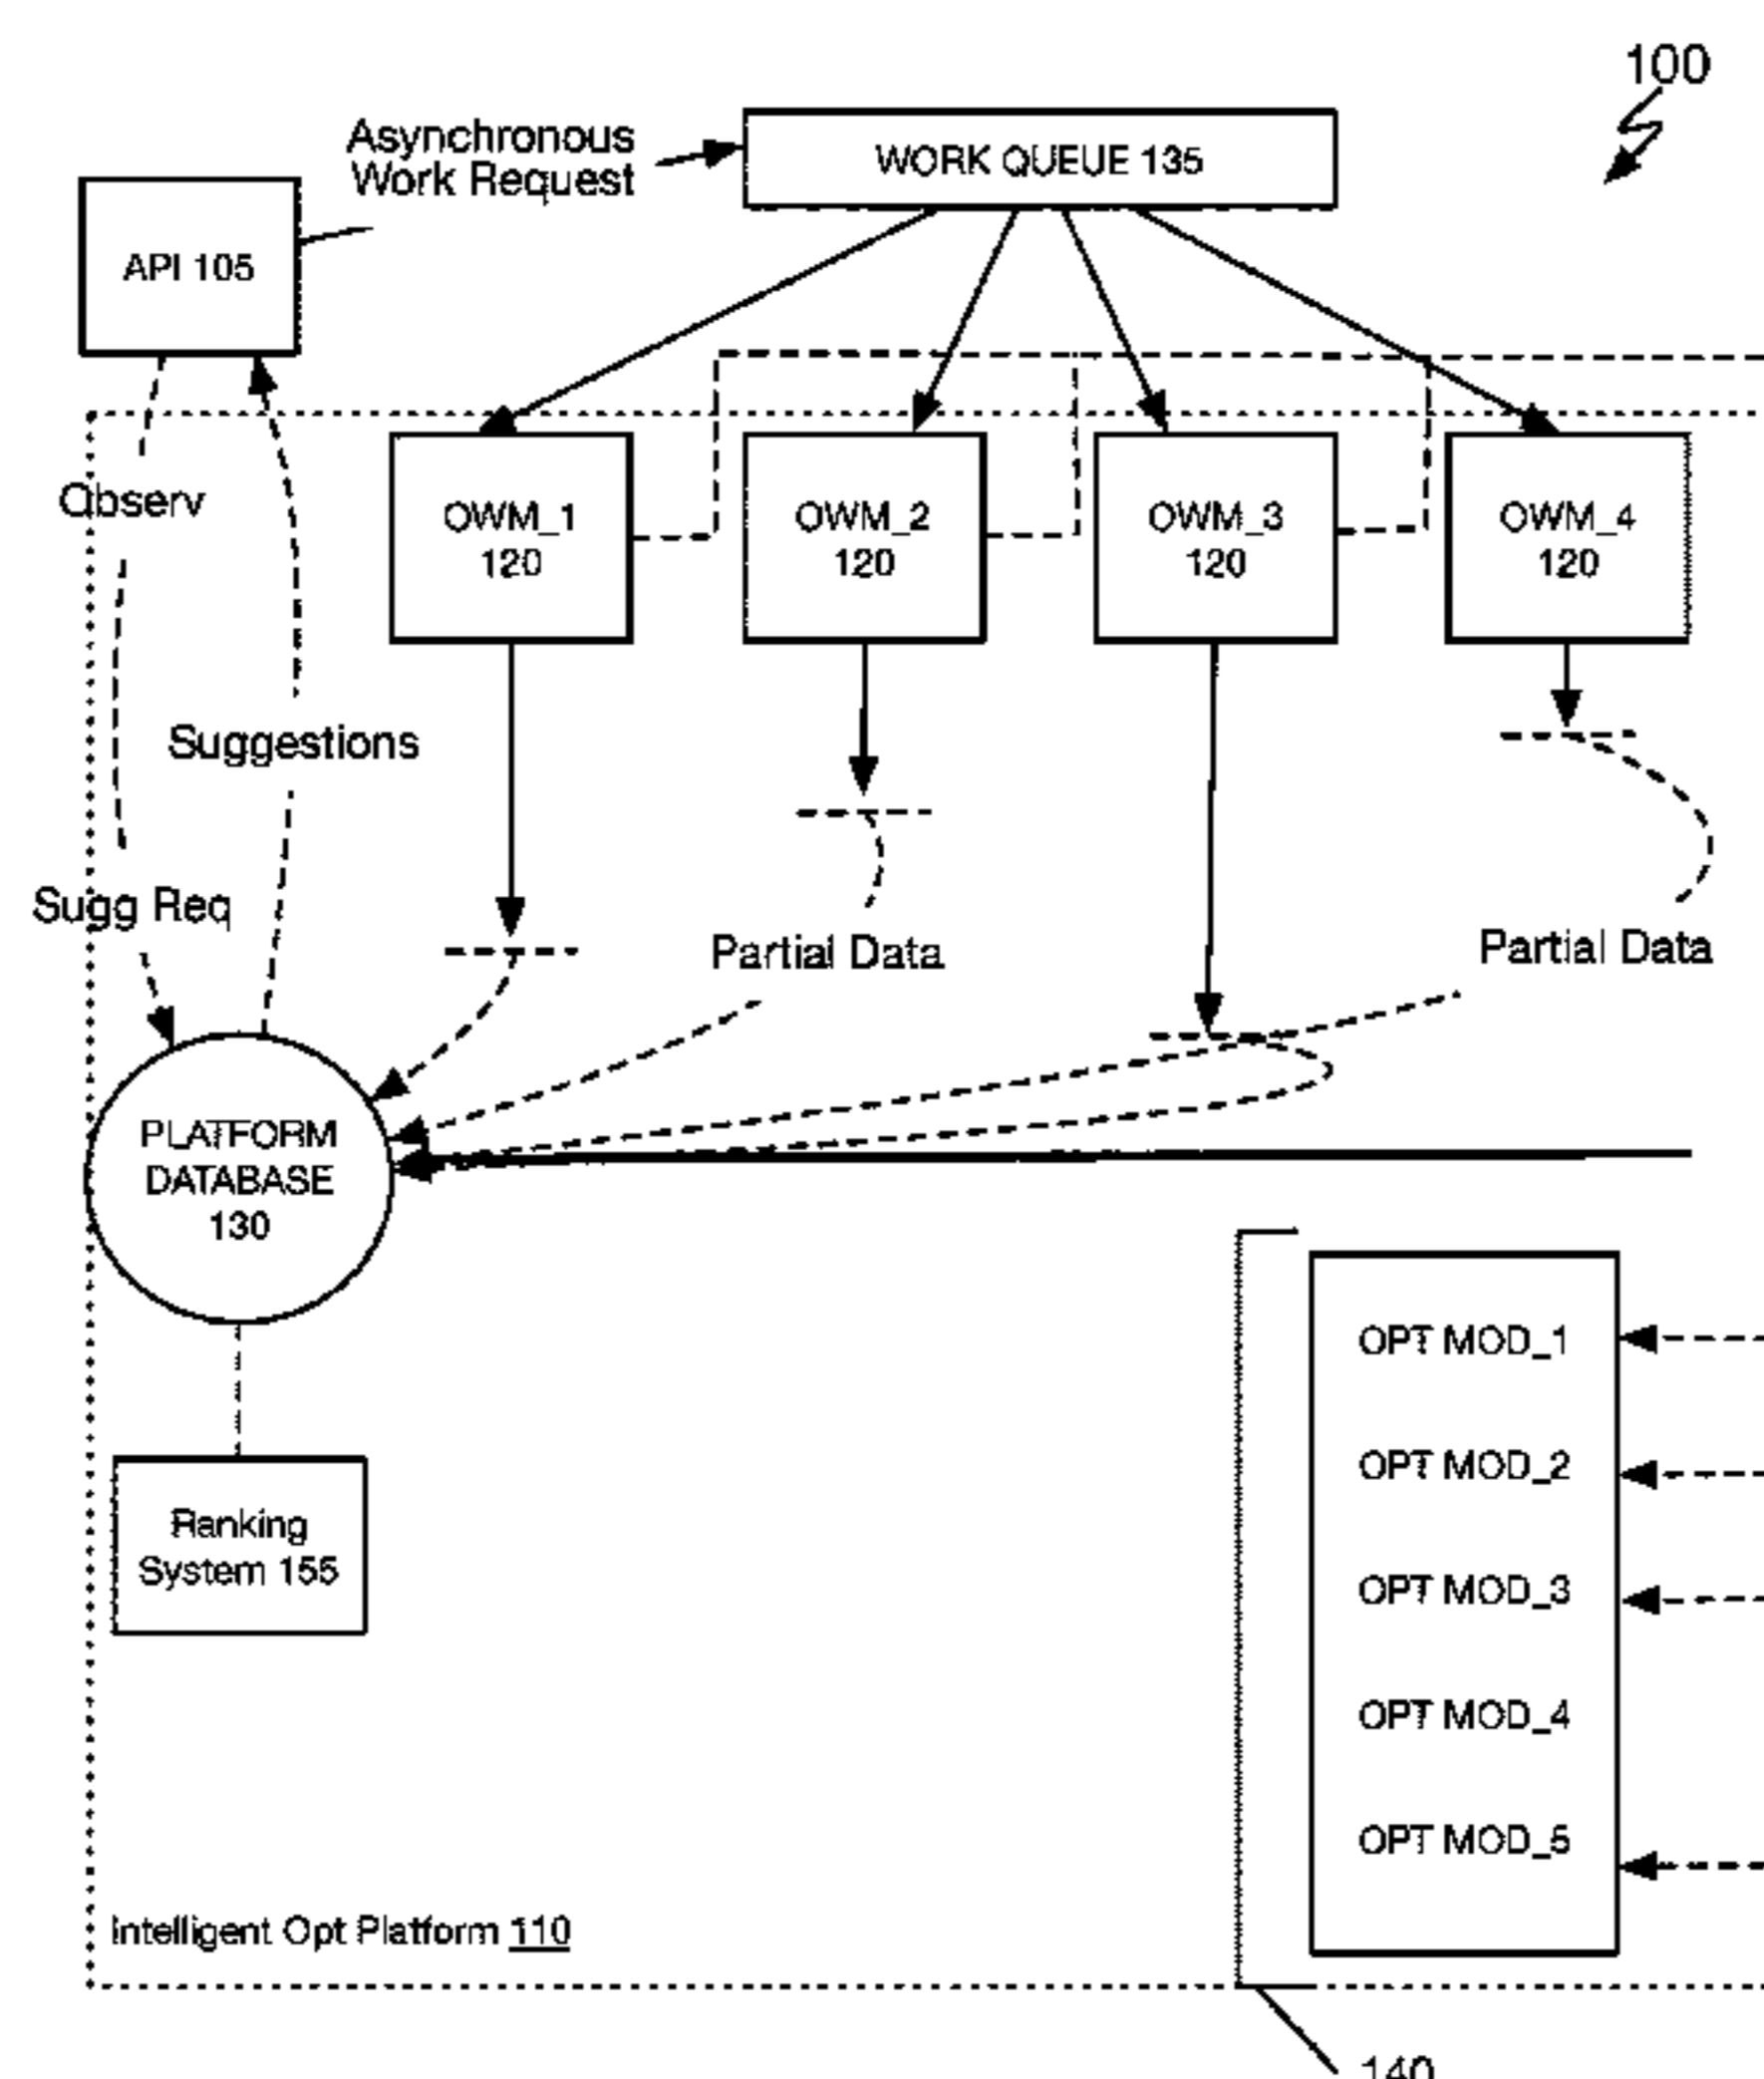 100
Asynchronous
Work Request
WORK QUEUE 135
API 105
Observ
OWM_1
120
OWM_2
120
OWM_3
120
OWM_4
120
Suggestions
Sugg Req
Partial Data
Partial Data
PLATFORM
DATABASE
130
OPT MOD_1
OPT MOD_2
Ranking
System 155
OPT MOD_3
OPT MOD_4
OPT MOD_5
Intelligent Opt Platform 110
140